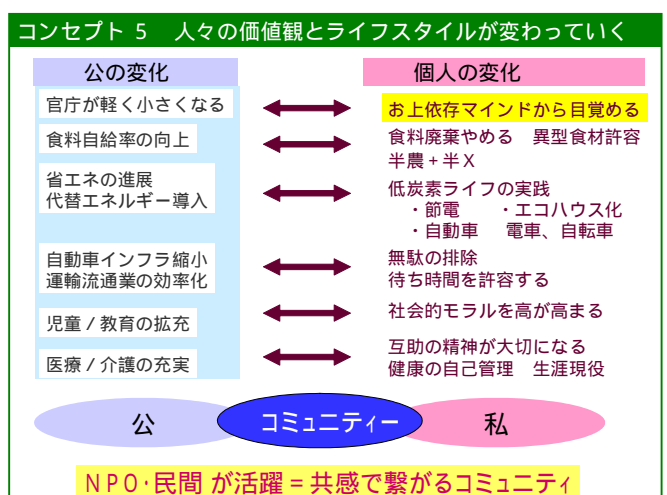 コンセプト 5　人々の価値観とライフスタイルが変わっていく
公の変化
個人の変化
官庁が軽く小さくなる
お上依存マインドから目覚める
食料自給率の向上
食料廃棄やめる　異型食材許容
半農+半X
省エネの進展
代替エネルギー導入
低炭素ライフの実践
・節電　・エコハウス化
・自動車　電車、自転車
自動車インフラ縮小
運輸流通業の効率化
無駄の排除
待ち時間を許容する
児童/教育の拡充
社会的モラルを高が高まる
医療/介護の充実
互助の精神が大切になる
健康の自己管理　生涯現役
公
コミュニティー
私
NPO・民間 が活躍=共感で繋がるコミュニティ